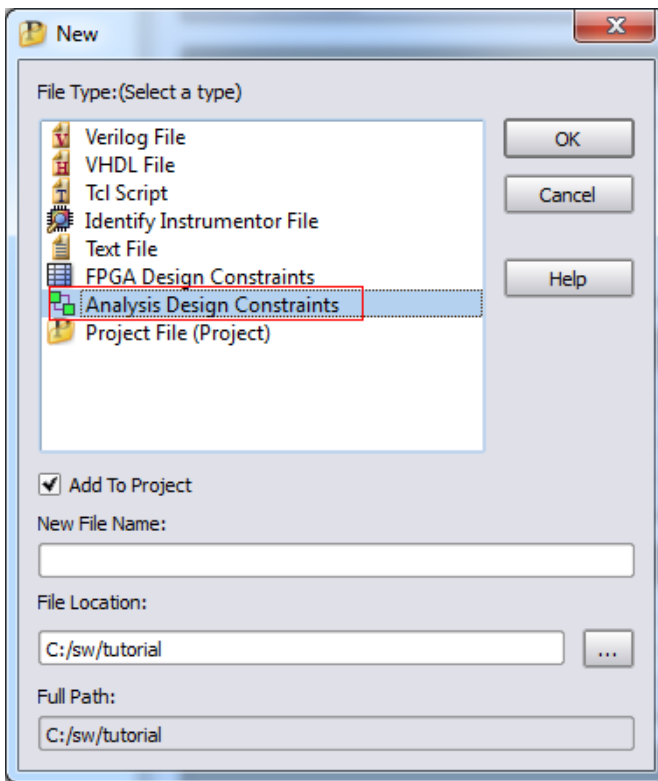 New
File Type:(Select a type)
Verilog File
VHDL File
Tcl Script
Identify Instrumentor File
Text File
FPGA Design Constraints
Analysis Design Constraints
Project File (Project)
OK
Cancel
Help
Add To Project
New File Name:
File Location:
C:/sw/tutorial
...
Full Path:
C:/sw/tutorial